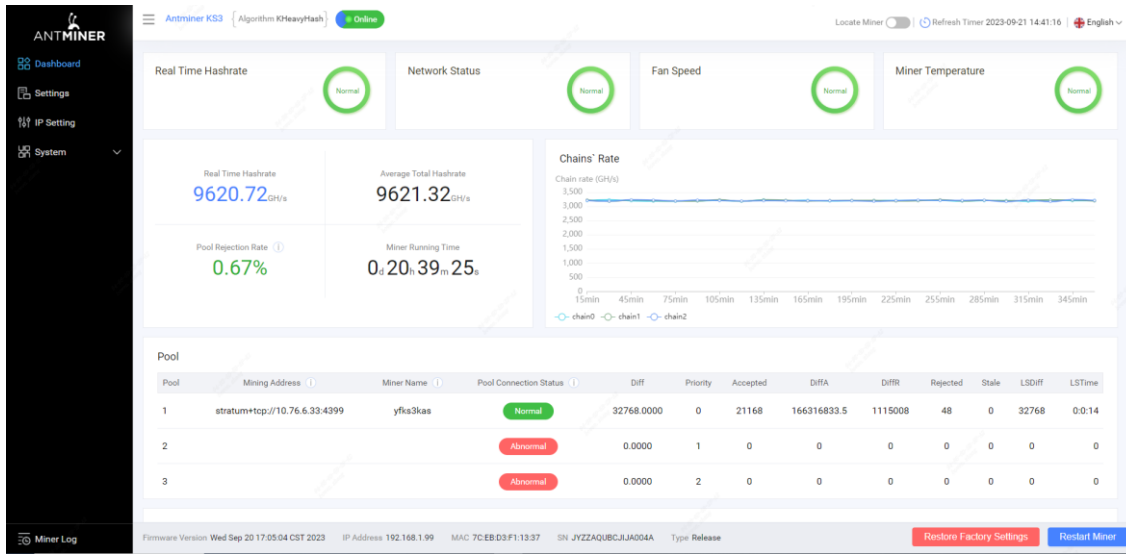 ANTMINER
Antminer KS3 { Algorithm KHeavyHash } Online
Locate Miner Refresh Timer 2023-09-21 14:41:16 English
Dashboard
Settings
IP Setting
System
Real Time Hashrate Normal
Network Status Normal
Fan Speed Normal
Miner Temperature Normal
Real Time Hashrate
9620.72GH/s
Average Total Hashrate
9621.32GH/s
Pool Rejection Rate
0.67%
Miner Running Time
0d 20h 39m 25s
Chains` Rate
Chain rate (GH/s)
3,500
3,000
2,500
2,000
1,500
1,000
500
0
15min 45min 75min 105min 135min 165min 195min 225min 255min 285min 315min 345min
chain0 chain1 chain2
Pool
Pool Mining Address Miner Name Pool Connection Status Diff Priority Accepted DiffA DiffR Rejected Stale LSDiff LSTime
1 stratum+tcp://10.76.6.33:4399 yfks3kas Normal 32768.0000 0 21168 166316833.5 1115008 48 0 32768 0:0:14
2 Abnormal 0.0000 1 0 0 0 0 0 0 0
3 Abnormal 0.0000 2 0 0 0 0 0 0 0
Miner Log
Firmware Version Wed Sep 20 17:05:04 CST 2023 IP Address 192.168.1.99 MAC 7C:EB:D3:F1:13:37 SN JYZZAQUBCJIJA004A Type Release
Restore Factory Settings
Restart Miner